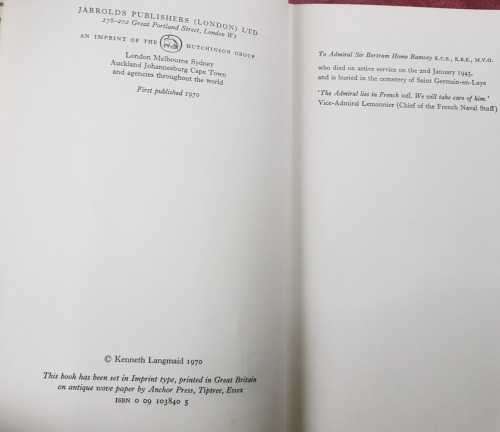 JARROLDS PUBLISHERS (LONDON) LTD
178–202 Great Portland Street, London W1
AN IMPRINT OF THE HUTCHINSON GROUP
London Melbourne Sydney
Auckland Johannesburg Cape Town
and agencies throughout the world
First published 1970
© Kenneth Langmaid 1970
This book has been set in Imprint type, printed in Great Britain
on antique wove paper by Anchor Press, Tiptree, Essex
ISBN 0 09 103840 5
To Admiral Sir Bertram Home Ramsay K.C.B., K.B.E., M.V.O.
who died on active service on the 2nd January 1945,
and is buried in the cemetery of Saint Germain-en-Laye
'The Admiral lies in French soil. We will take care of him.'
Vice-Admiral Lemonnier (Chief of the French Naval Staff)